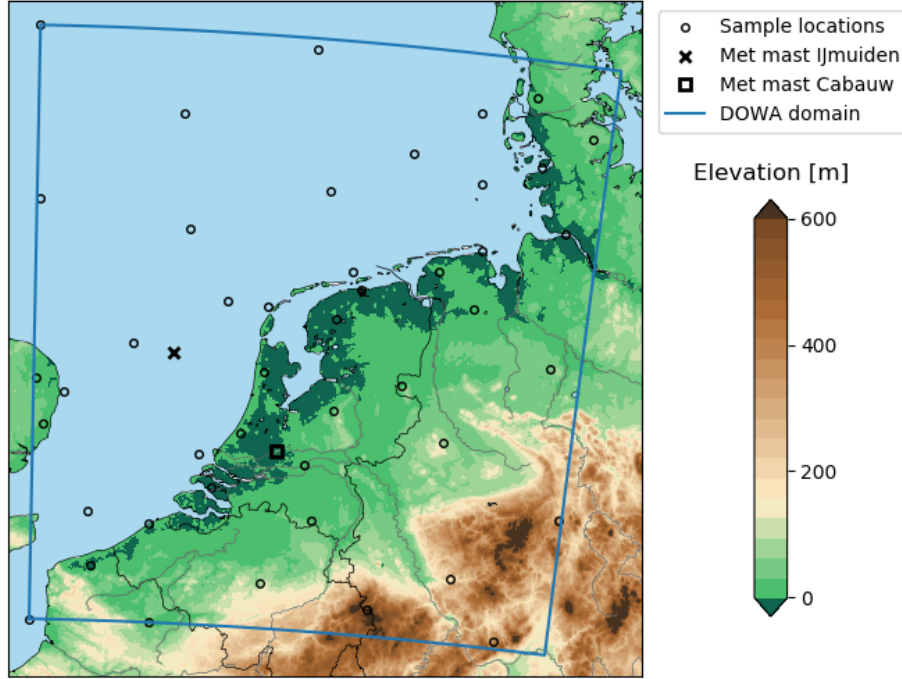 Sample locations
Met mast IJmuiden
Met mast Cabauw
DOWA domain
Elevation [m]
600
400
200
0